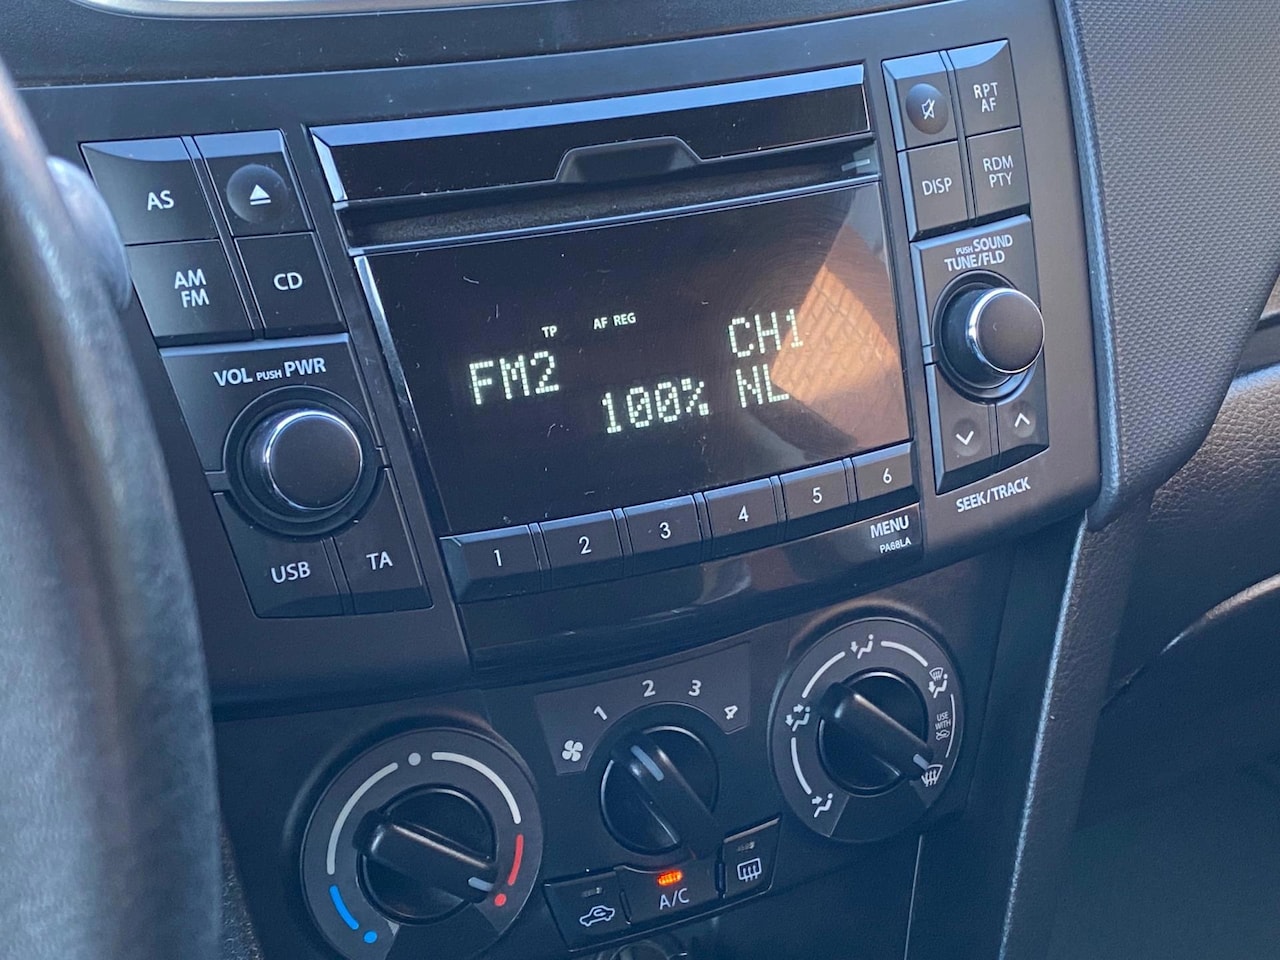 AS
AM
FM
CD
VOL PUSH PWR
USB
TA
TP
AF REG
FM2
100%
CH1
NL
1
2
3
4
5
6
MENU
PA68LA
RPT
AF
DISP
RDM
PTY
PUSH SOUND
TUNE/FLD
SEEK/TRACK
1
2
3
4
USE
WITH
A/C